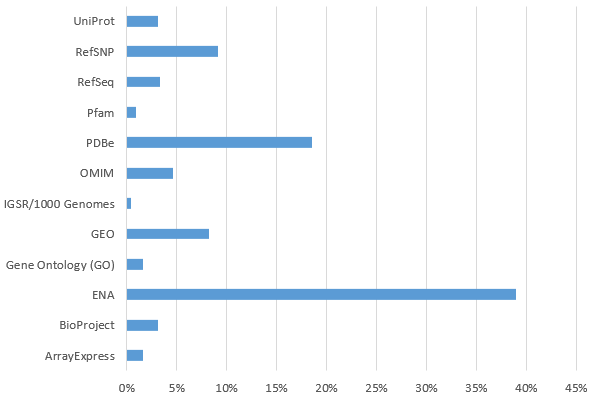 UniProt
RefSNP
RefSeq
Pfam
PDBe
OMIM
IGSR/1000 Genomes
GEO
Gene Ontology (GO)
ENA
BioProject
ArrayExpress
0% 5% 10% 15% 20% 25% 30% 35% 40% 45%